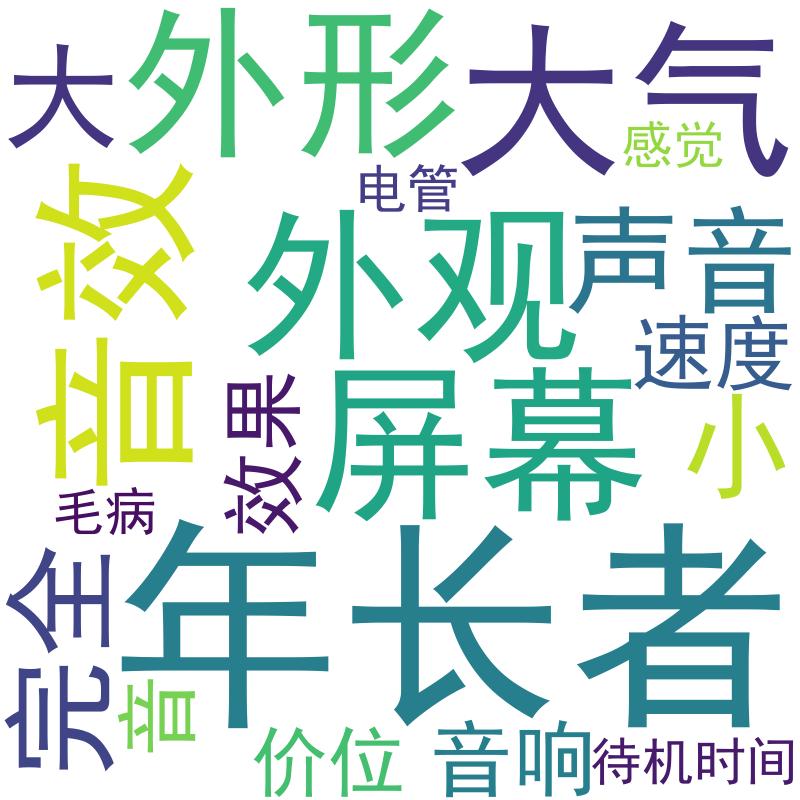 大
外形
大气
感觉
音效
电管
外观
声音
速度
效果
屏幕
小
毛病
年长者
完全
音
价位
音响
待机时间